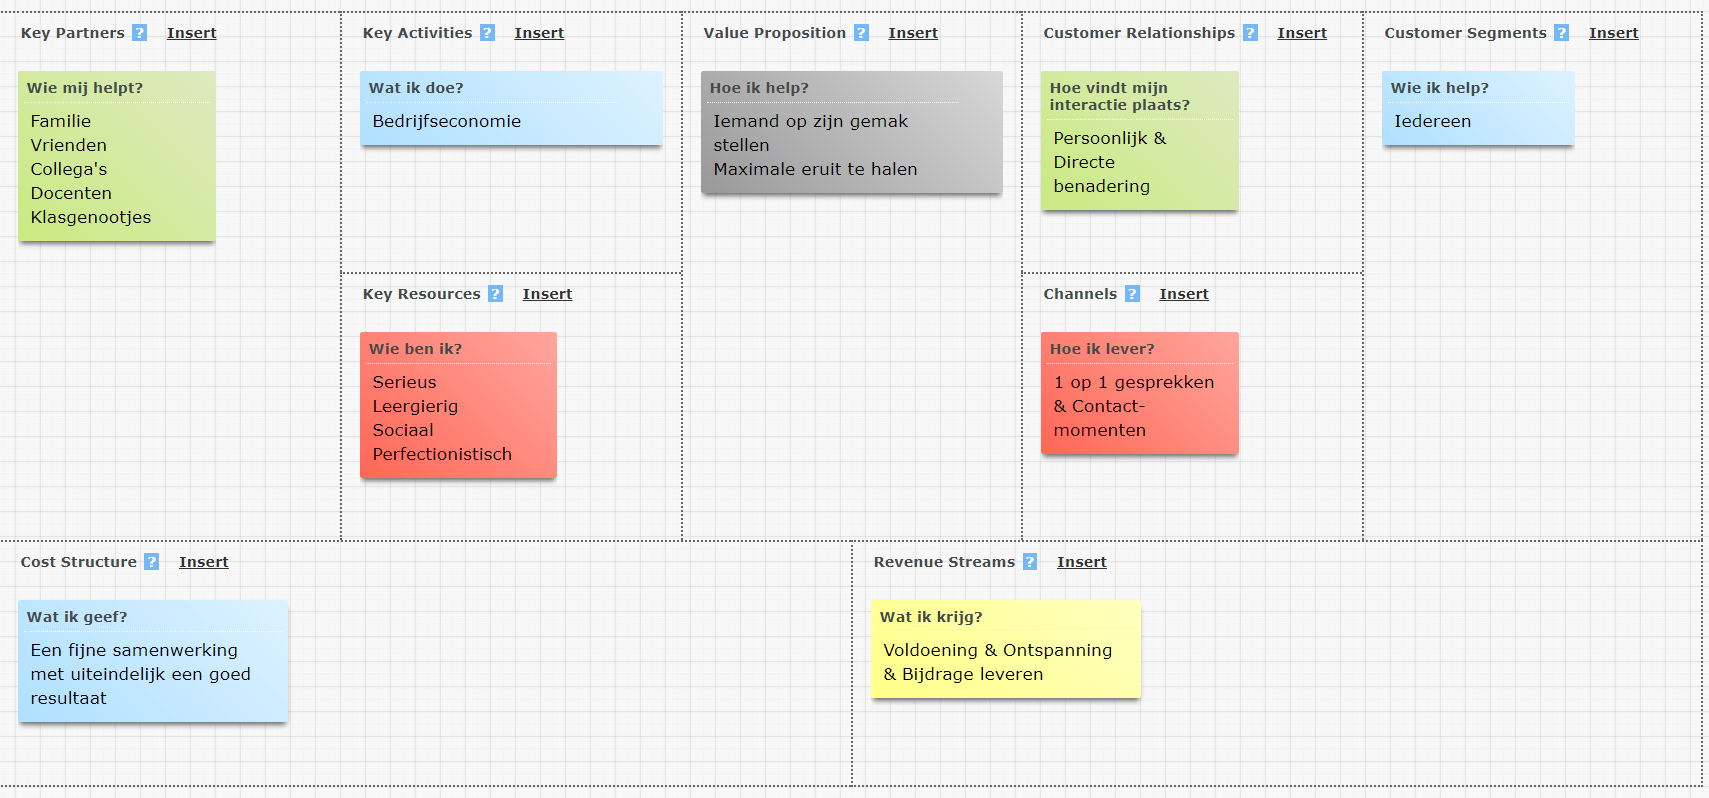 Key Partners ? Insert
Wie mij helpt?
Familie
Vrienden
Collega's
Docenten
Klasgenootjes
Key Activities ? Insert
Wat ik doe?
Bedrijfseconomie
Key Resources ? Insert
Wie ben ik?
Serieus
Leergierig
Sociaal
Perfectionistisch
Value Proposition ? Insert
Hoe ik help?
Iemand op zijn gemak
stellen
Maximale eruit te halen
Customer Relationships ? Insert
Hoe vindt mijn
interactie plaats?
Persoonlijk &
Directe
benadering
Channels ? Insert
Hoe ik lever?
1 op 1 gesprekken
& Contact-
momenten
Customer Segments ? Insert
Wie ik help?
Iedereen
Cost Structure ? Insert
Wat ik geef?
Een fijne samenwerking
met uiteindelijk een goed
resultaat
Revenue Streams ? Insert
Wat ik krijg?
Voldoening & Ontspanning
& Bijdrage leveren